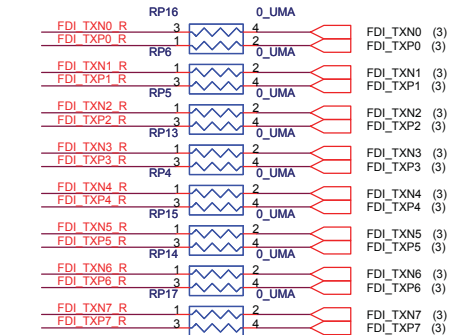 RP16 0_UMA
FDI_TXN0_R 3 4 FDI_TXN0 (3)
FDI_TXP0_R 1 2 FDI_TXP0 (3)
RP6 0_UMA
FDI_TXN1_R 1 2 FDI_TXN1 (3)
FDI_TXP1_R 3 4 FDI_TXP1 (3)
RP5 0_UMA
FDI_TXN2_R 1 2 FDI_TXN2 (3)
FDI_TXP2_R 3 4 FDI_TXP2 (3)
RP13 0_UMA
FDI_TXN3_R 1 2 FDI_TXN3 (3)
FDI_TXP3_R 3 4 FDI_TXP3 (3)
RP4 0_UMA
FDI_TXN4_R 1 2 FDI_TXN4 (3)
FDI_TXP4_R 3 4 FDI_TXP4 (3)
RP15 0_UMA
FDI_TXN5_R 1 2 FDI_TXN5 (3)
FDI_TXP5_R 3 4 FDI_TXP5 (3)
RP14 0_UMA
FDI_TXN6_R 1 2 FDI_TXN6 (3)
FDI_TXP6_R 3 4 FDI_TXP6 (3)
RP17 0_UMA
FDI_TXN7_R 1 2 FDI_TXN7 (3)
FDI_TXP7_R 3 4 FDI_TXP7 (3)